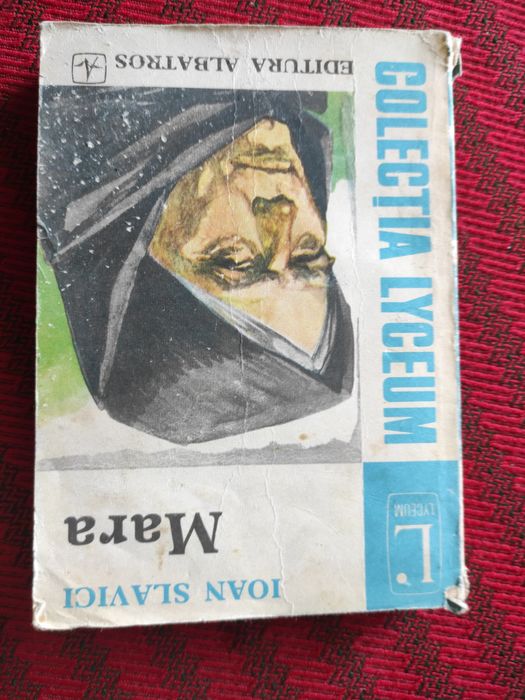 IOAN SLAVICI
Mara
L
LYCEUM
COLECȚIA LYCEUM
EDITURA ALBATROS